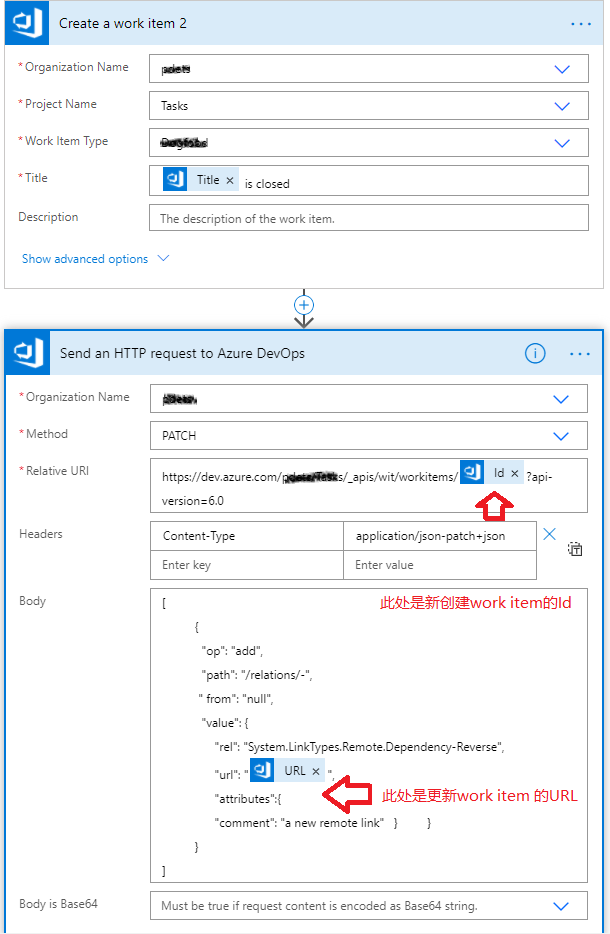 Create a work item 2
...
* Organization Name
* Project Name
Tasks
* Work Item Type
* Title
Title × is closed
Description
The description of the work item.
Show advanced options
Send an HTTP request to Azure DevOps
...
* Organization Name
* Method
PATCH
* Relative URI
https://dev.azure.com/ /_apis/wit/workitems/ Id × ?api-
version=6.0
Headers
Content-Type
application/json-patch+json
Enter key
Enter value
Body
此处是新创建work item的Id
[
{
"op": "add",
"path": "/relations/-",
" from": "null",
"value": {
"rel": "System.LinkTypes.Remote.Dependency-Reverse",
"url": " URL × ",
"attributes":{
此处是更新work item 的URL
"comment": "a new remote link" } }
}
]
Body is Base64
Must be true if request content is encoded as Base64 string.